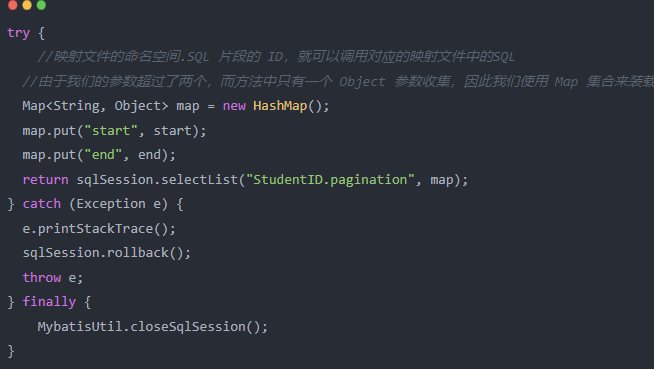 try {
//映射文件的命名空间.SQL 片段的 ID，就可以调用对应的映射文件中的SQL
//由于我们的参数超过了两个，而方法中只有一个 Object 参数收集，因此我们使用 Map 集合来装载
Map<String, Object> map = new HashMap();
map.put("start", start);
map.put("end", end);
return sqlSession.selectList("StudentID.pagination", map);
} catch (Exception e) {
e.printStackTrace();
sqlSession.rollback();
throw e;
} finally {
MybatisUtil.closeSqlSession();
}